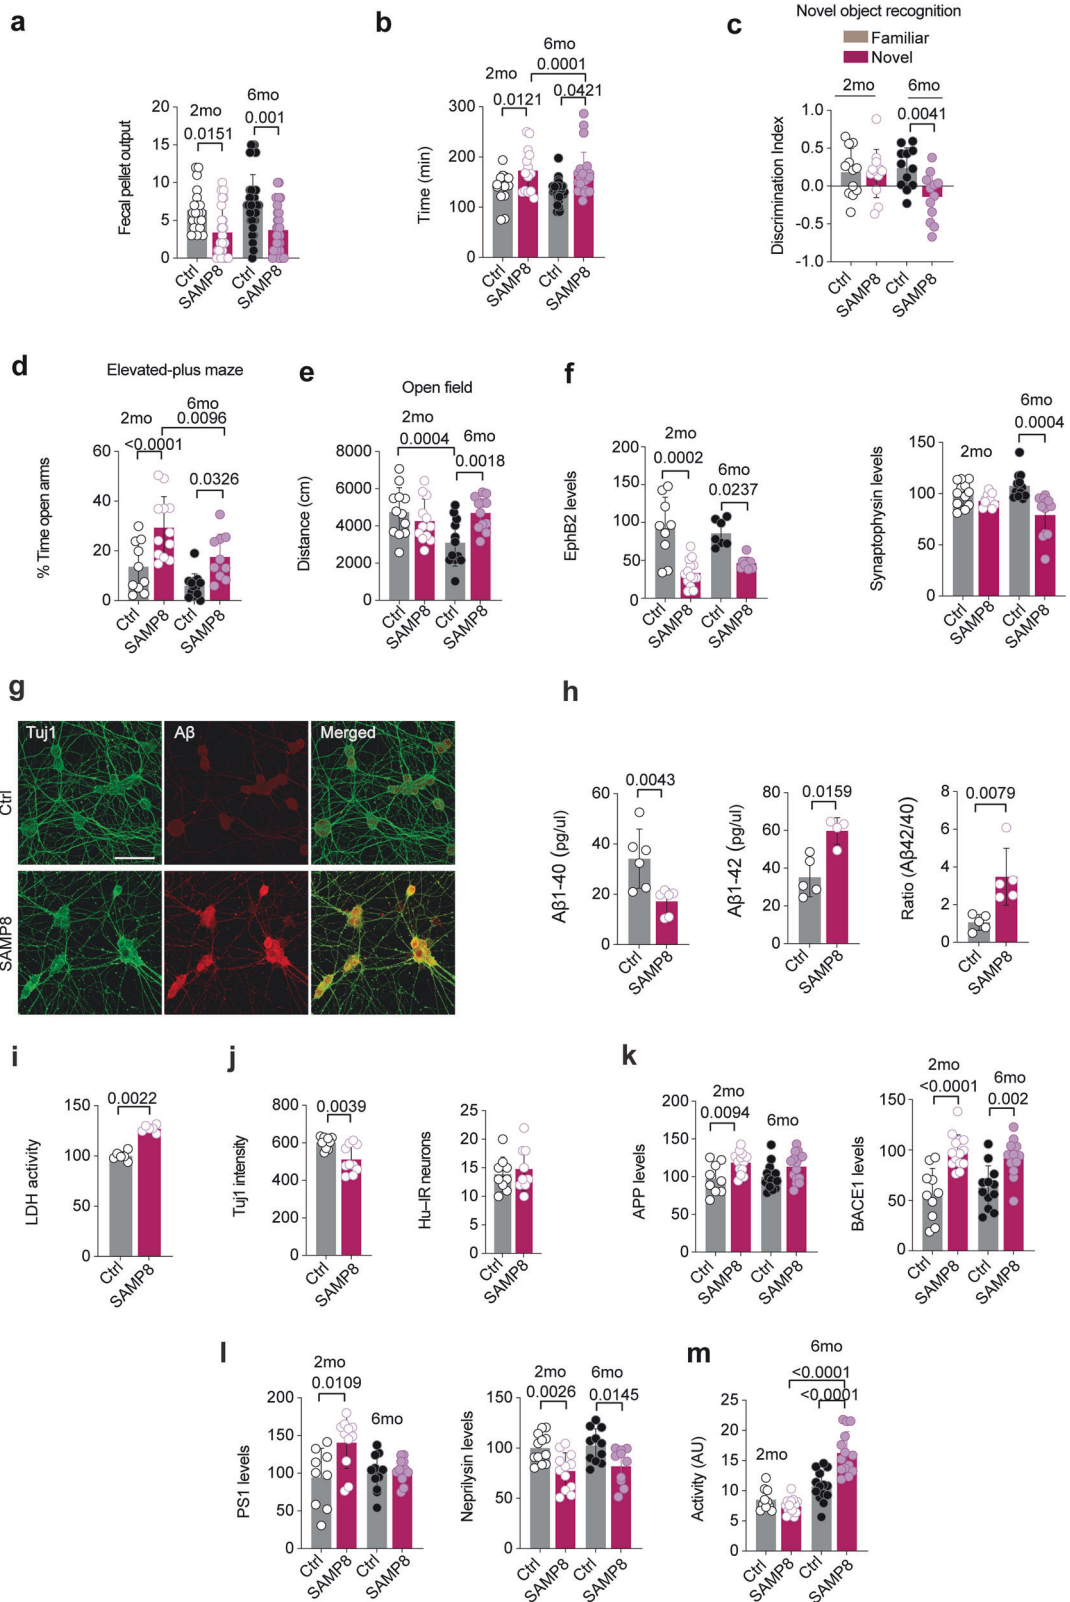 a
Fecal pellet output
20
15
10
5
0
2mo
0.0151
6mo
0.001
Ctrl
SAMP8
Ctrl
SAMP8
b
Time (min)
300
200
100
0
6mo
2mo
0.0001
0.0121
0.0421
Ctrl
SAMP8
Ctrl
SAMP8
c
Novel object recognition
Familiar
Novel
Discrimination Index
1.0
0.5
0.0
-0.5
-1.0
2mo
6mo
0.0041
Ctrl
SAMP8
Ctrl
SAMP8
d
Elevated-plus maze
% Time open ams
60
40
20
0
6mo
2mo
0.0096
<0.0001
0.0326
Ctrl
SAMP8
Ctrl
SAMP8
e
Open field
Distance (cm)
8000
6000
4000
2000
0
2mo
0.0004
6mo
0.0018
Ctrl
SAMP8
Ctrl
SAMP8
f
EphB2 levels
200
150
100
50
0
2mo
0.0002
6mo
0.0237
Ctrl
SAMP8
Ctrl
SAMP8
Synaptophysin levels
150
100
50
0
2mo
6mo
0.0004
Ctrl
SAMP8
Ctrl
SAMP8
g
Tuj1
Aβ
Merged
Ctrl
SAMP8
h
Aβ1-40 (pg/ul)
60
40
20
0
0.0043
Ctrl
SAMP8
Aβ1-42 (pg/ul)
80
60
40
20
0
0.0159
Ctrl
SAMP8
Ratio (Aβ42/40)
8
6
4
2
0
0.0079
Ctrl
SAMP8
i
LDH activity
150
100
50
0
0.0022
Ctrl
SAMP8
j
Tuj1 intensity
800
600
400
200
0
0.0039
Ctrl
SAMP8
Hu–IR neurons
25
20
15
10
5
0
Ctrl
SAMP8
k
APP levels
200
150
100
50
0
2mo
0.0094
6mo
Ctrl
SAMP8
Ctrl
SAMP8
BACE1 levels
150
100
50
0
2mo
<0.0001
6mo
0.002
Ctrl
SAMP8
Ctrl
SAMP8
l
PS1 levels
200
150
100
50
0
2mo
0.0109
6mo
Ctrl
SAMP8
Ctrl
SAMP8
Neprilysin levels
150
100
50
0
2mo
0.0026
6mo
0.0145
Ctrl
SAMP8
Ctrl
SAMP8
m
Activity (AU)
25
20
15
10
5
0
6mo
<0.0001
<0.0001
2mo
Ctrl
SAMP8
Ctrl
SAMP8